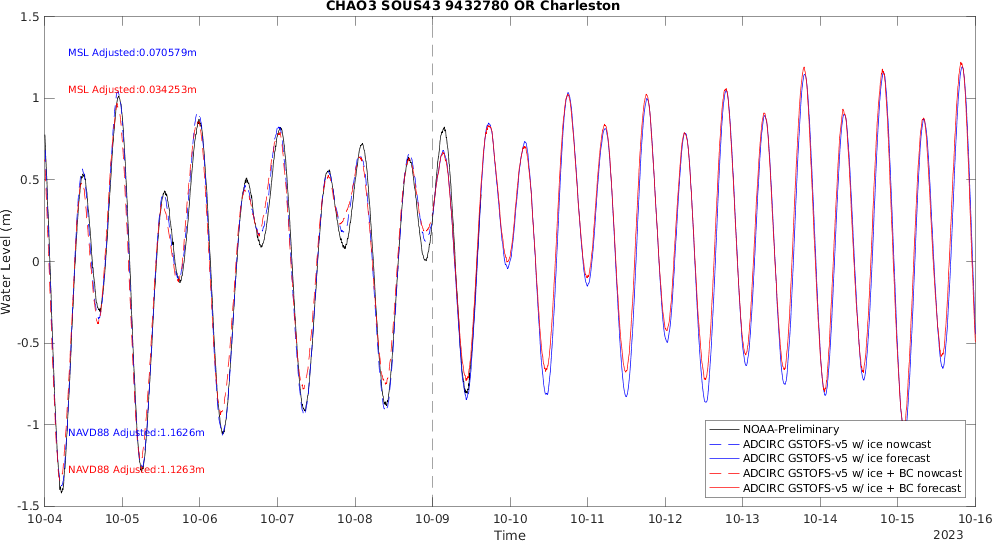 CHAO3 SOUS43 9432780 OR Charleston
1.5
MSL Adjusted:0.070579m
MSL Adjusted:0.034253m
1
0.5
0
-0.5
-1
-1.5
Water Level (m)
NAVD88 Adjusted:1.1626m
NAVD88 Adjusted:1.1263m
NOAA-Preliminary
ADCIRC GSTOFS-v5 w/ ice nowcast
ADCIRC GSTOFS-v5 w/ ice forecast
ADCIRC GSTOFS-v5 w/ ice + BC nowcast
ADCIRC GSTOFS-v5 w/ ice + BC forecast
10-04 10-05 10-06 10-07 10-08 10-09 10-10 10-11 10-12 10-13 10-14 10-15 10-16
Time
2023